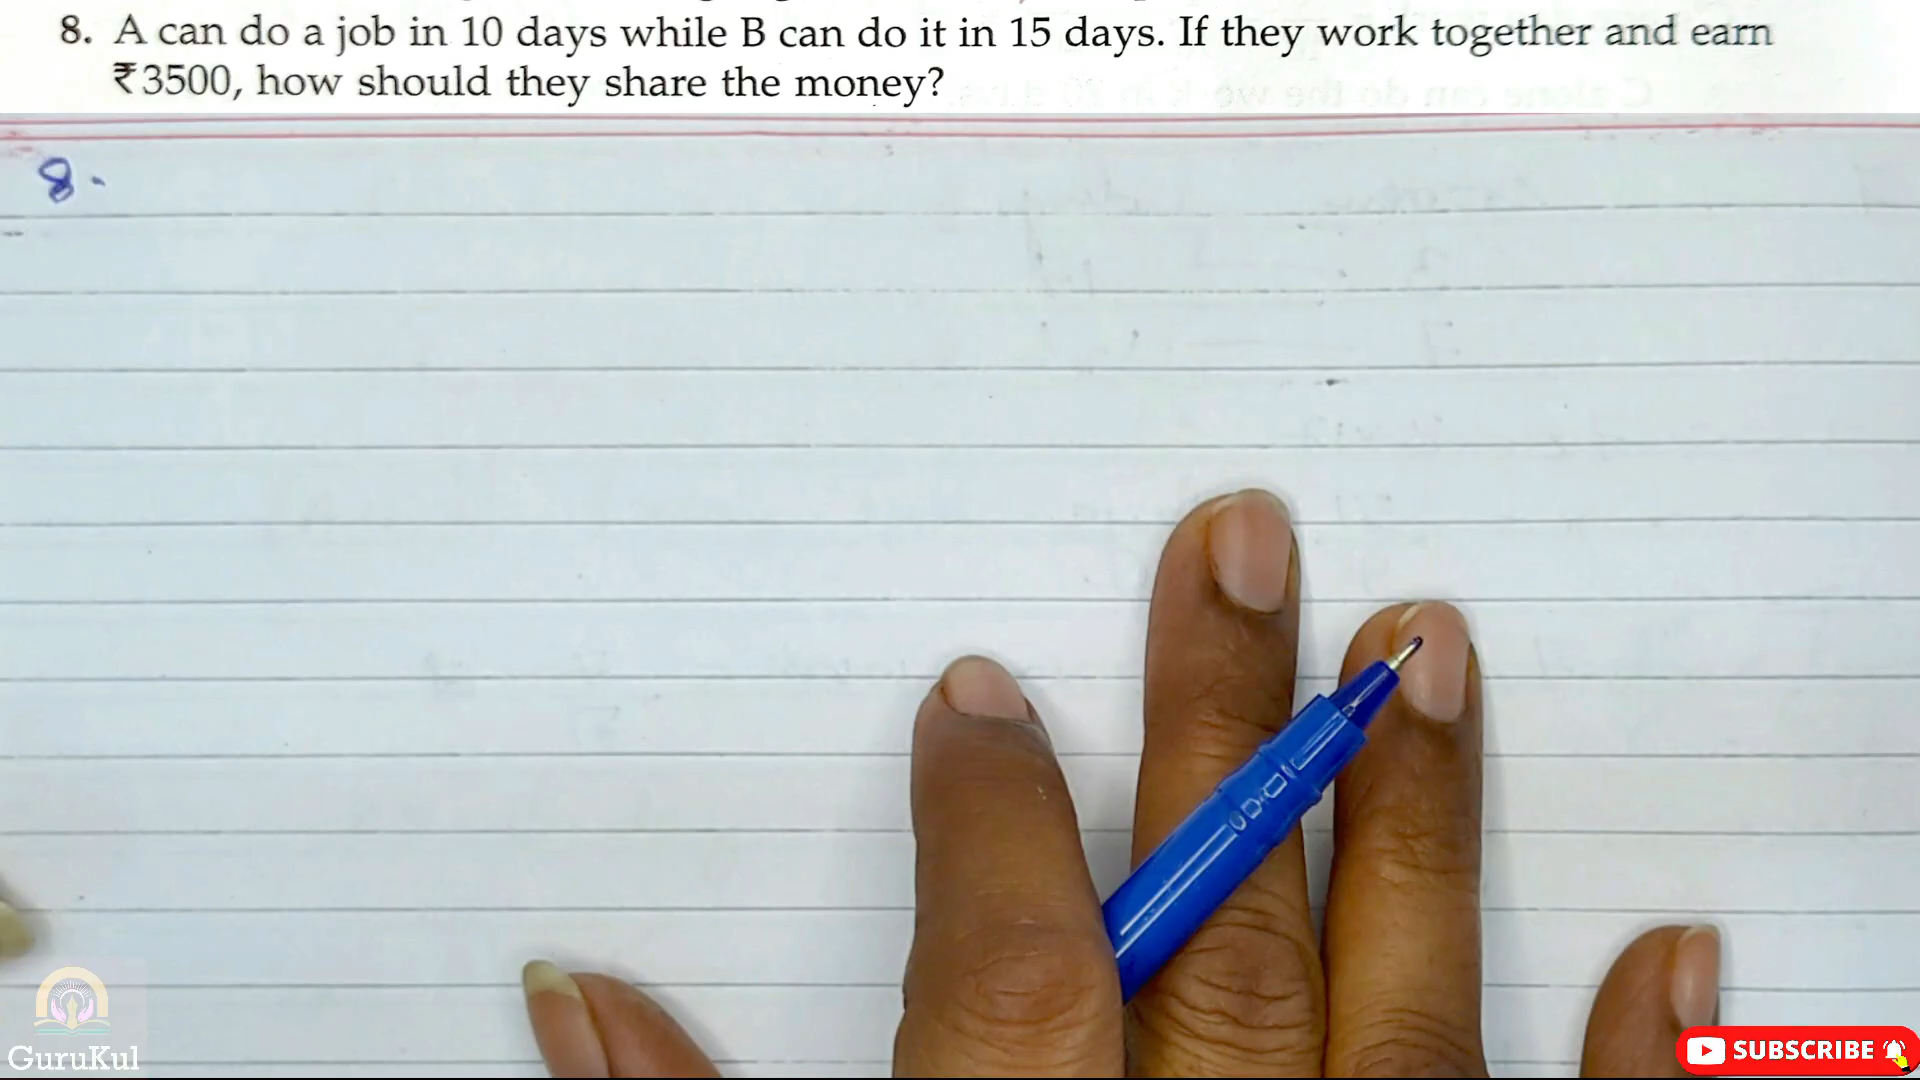 8. A can do a job in 10 days while B can do it in 15 days. If they work together and earn
₹3500, how should they share the money?
8.
GuruKul
SUBSCRIBE